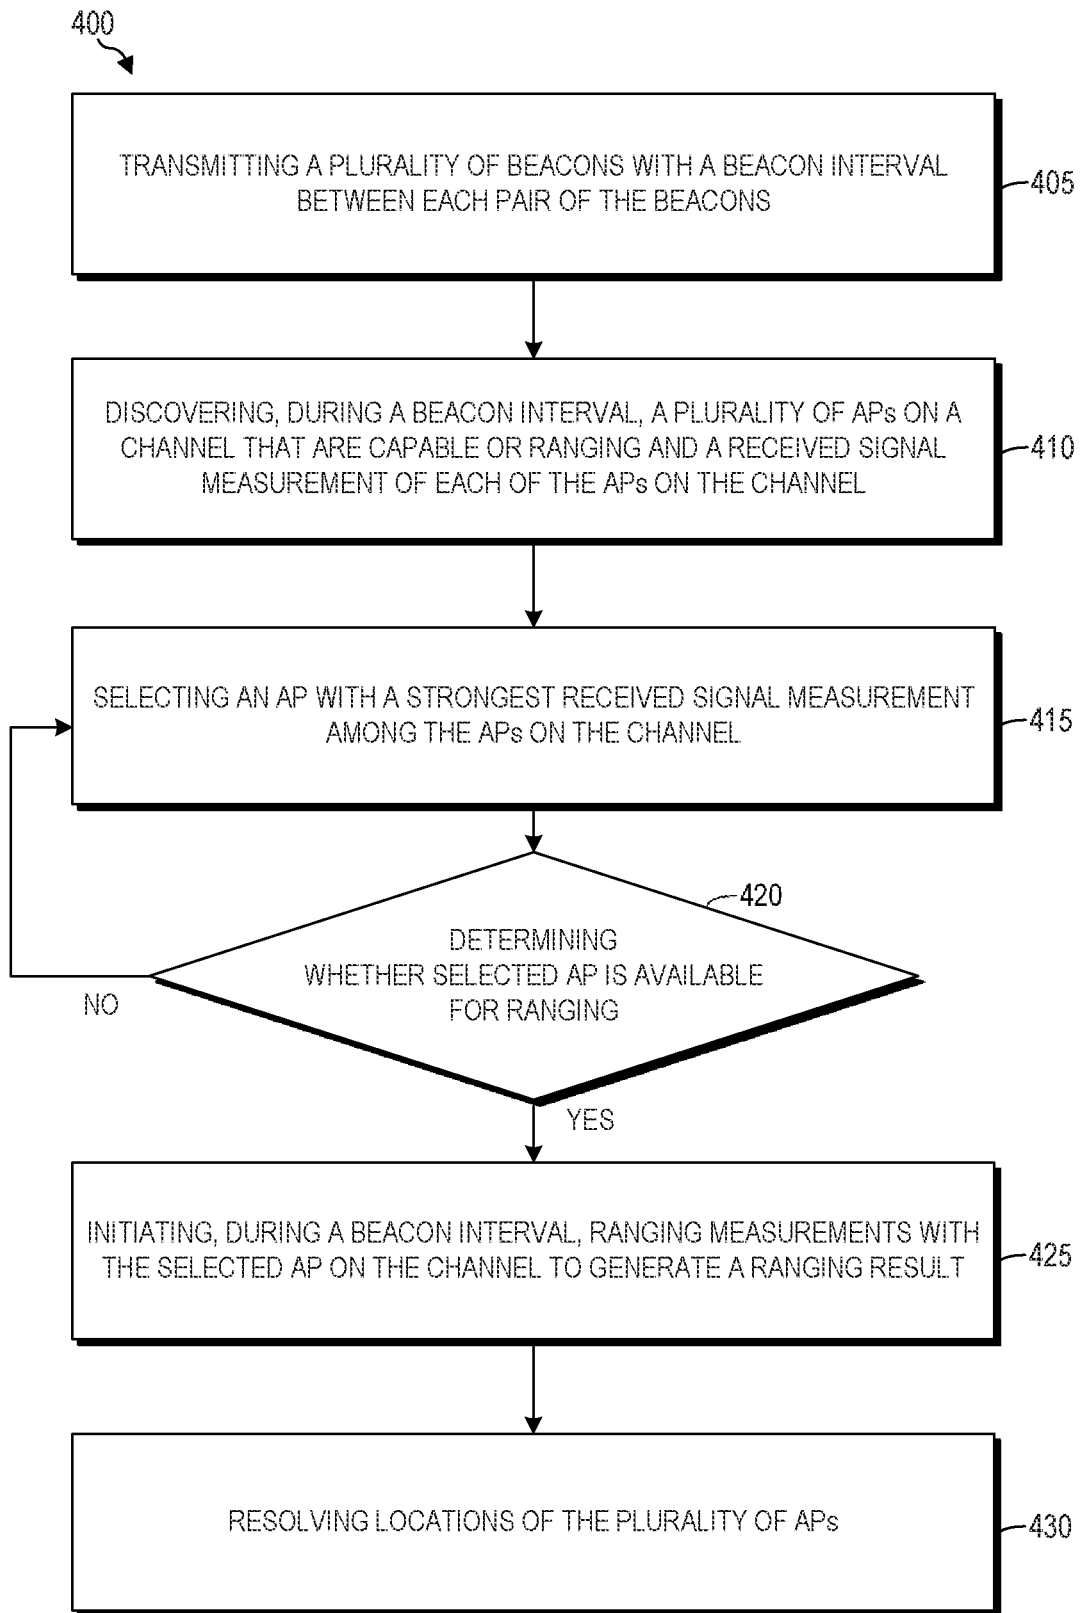 400
TRANSMITTING A PLURALITY OF BEACONS WITH A BEACON INTERVAL
BETWEEN EACH PAIR OF THE BEACONS
405
DISCOVERING, DURING A BEACON INTERVAL, A PLURALITY OF APs ON A
CHANNEL THAT ARE CAPABLE OR RANGING AND A RECEIVED SIGNAL
MEASUREMENT OF EACH OF THE APs ON THE CHANNEL
410
SELECTING AN AP WITH A STRONGEST RECEIVED SIGNAL MEASUREMENT
AMONG THE APs ON THE CHANNEL
415
420
DETERMINING
WHETHER SELECTED AP IS AVAILABLE
FOR RANGING
NO
YES
INITIATING, DURING A BEACON INTERVAL, RANGING MEASUREMENTS WITH
THE SELECTED AP ON THE CHANNEL TO GENERATE A RANGING RESULT
425
RESOLVING LOCATIONS OF THE PLURALITY OF APs
430